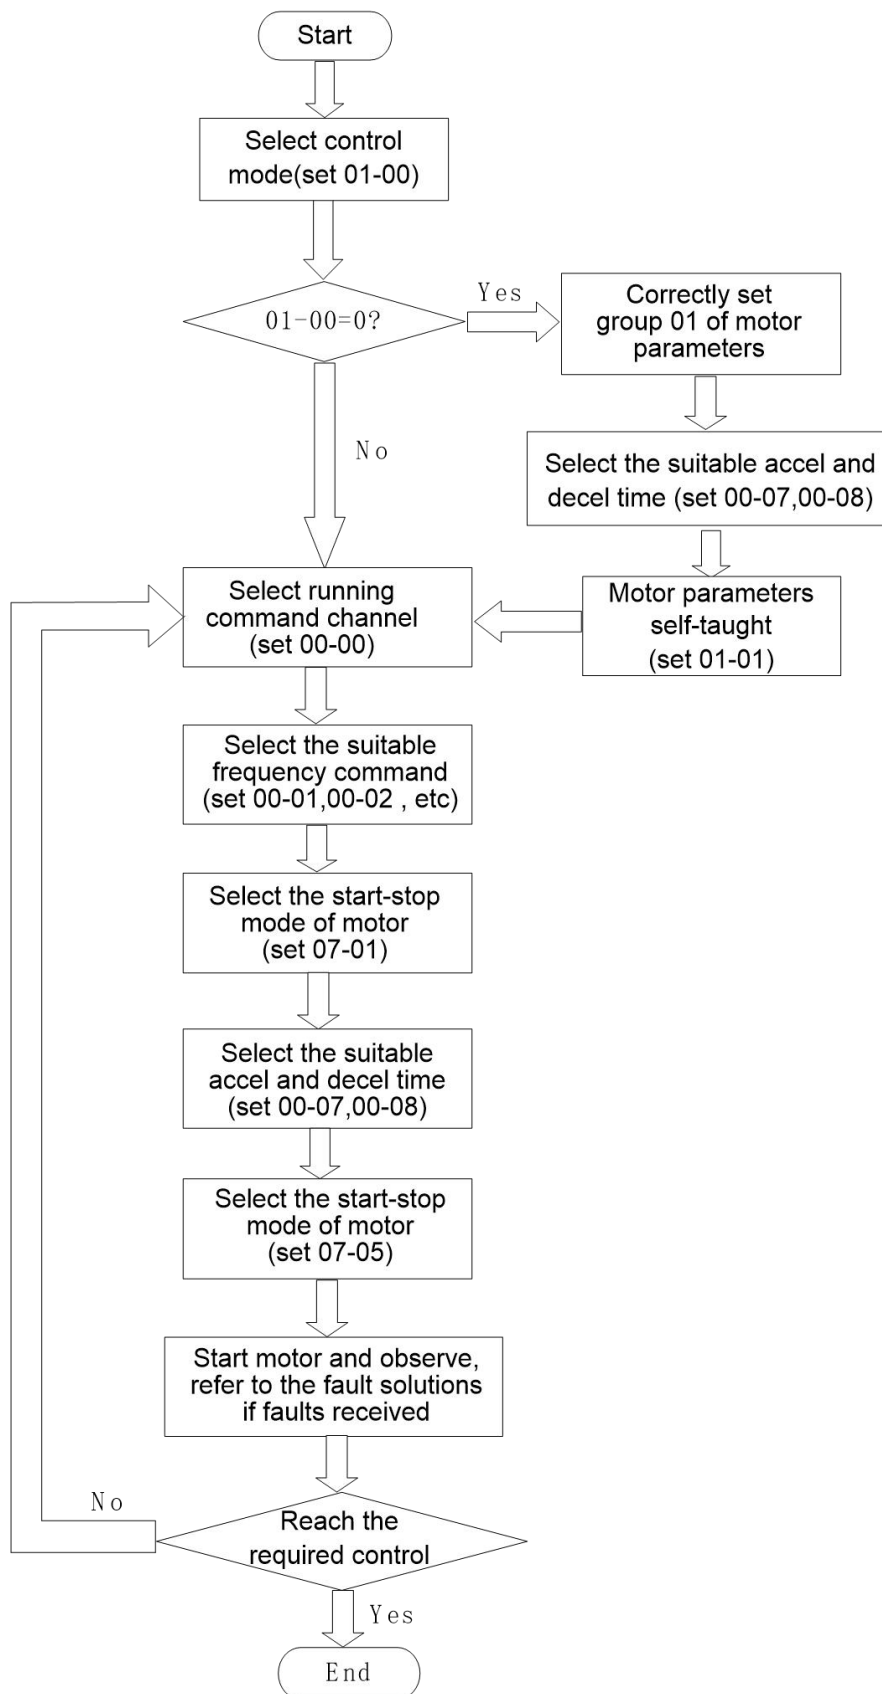 Start
Select control
mode(set 01-00)
01-00=0?
Yes
Correctly set
group 01 of motor
parameters
No
Select the suitable accel and
decel time (set 00-07,00-08)
Motor parameters
self-taught
(set 01-01)
Select running
command channel
(set 00-00)
Select the suitable
frequency command
(set 00-01,00-02 , etc)
Select the start-stop
mode of motor
(set 07-01)
Select the suitable
accel and decel time
(set 00-07,00-08)
Select the start-stop
mode of motor
(set 07-05)
Start motor and observe,
refer to the fault solutions
if faults received
No
Reach the
required control
Yes
End